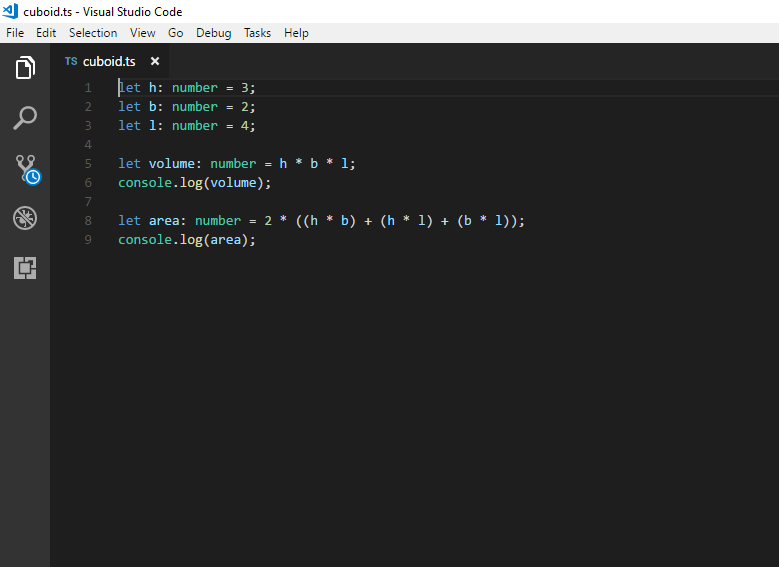 cuboid.ts - Visual Studio Code
File Edit Selection View Go Debug Tasks Help
TS cuboid.ts ×
1 let h: number = 3;
2 let b: number = 2;
3 let l: number = 4;
4
5 let volume: number = h * b * l;
6 console.log(volume);
7
8 let area: number = 2 * ((h * b) + (h * l) + (b * l));
9 console.log(area);